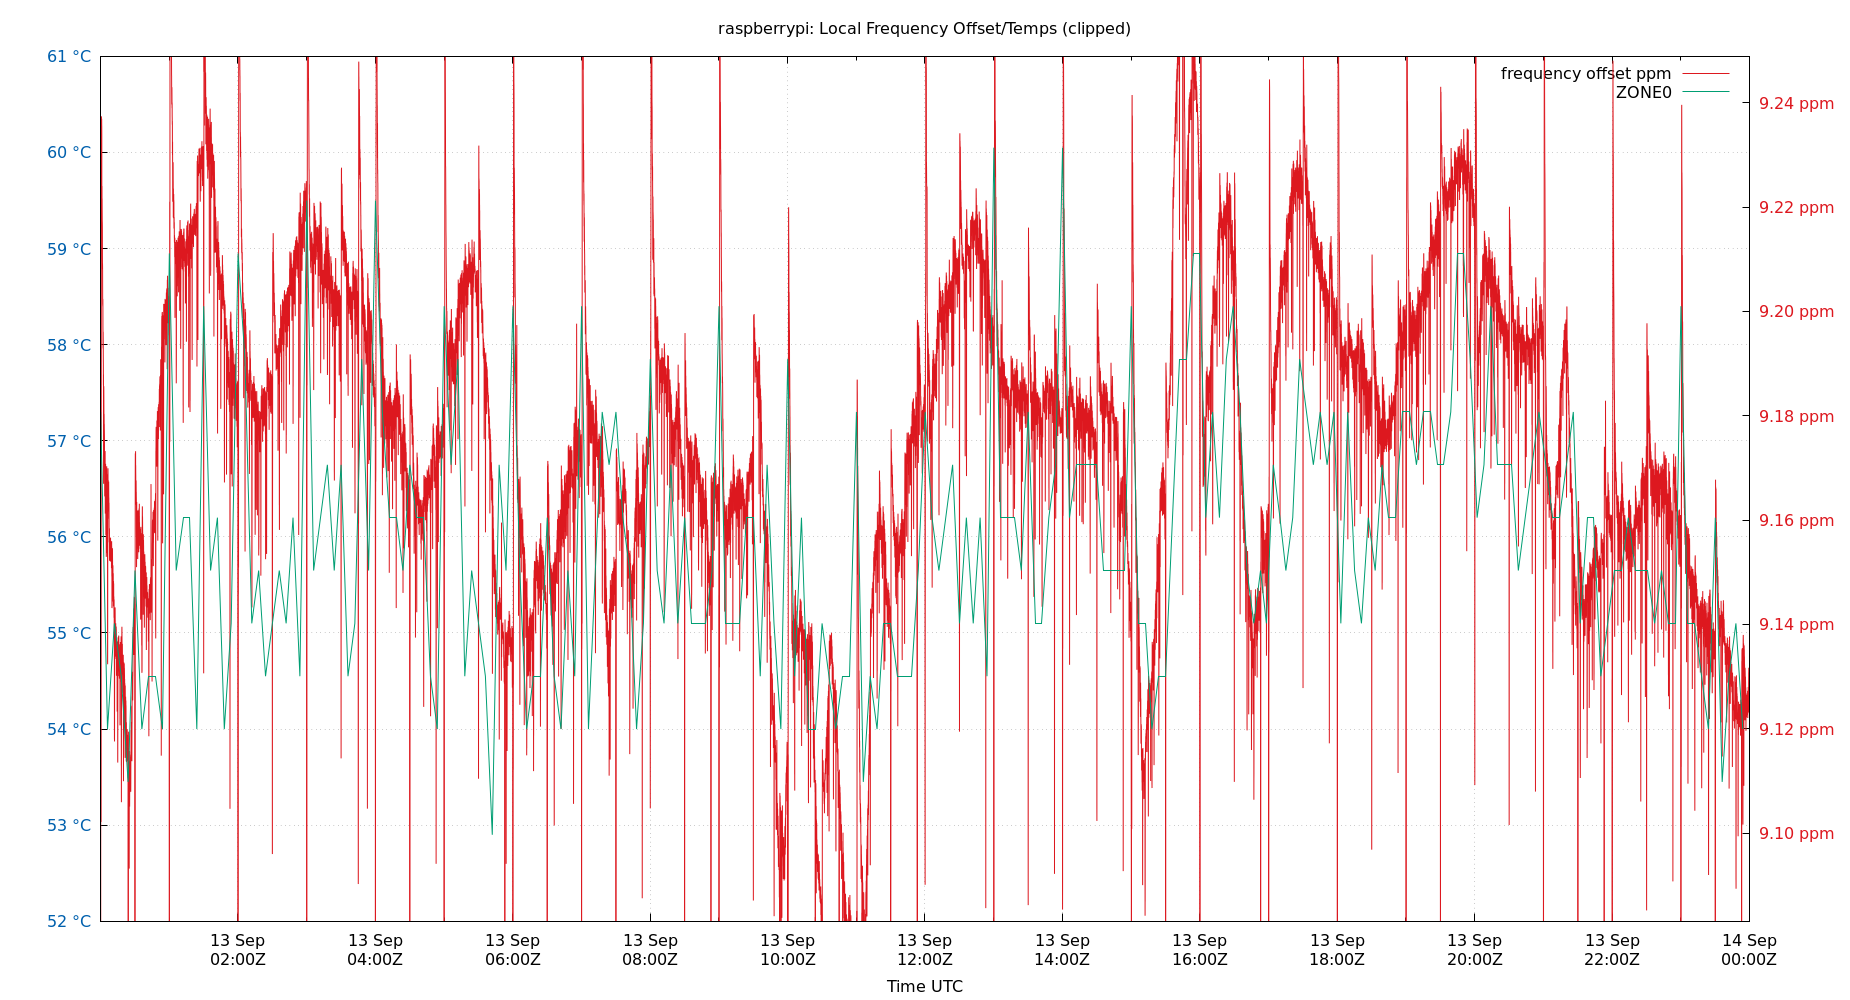 raspberrypi: Local Frequency Offset/Temps (clipped)
frequency offset ppm
ZONE0
61 °C
60 °C
59 °C
58 °C
57 °C
56 °C
55 °C
54 °C
53 °C
52 °C
9.24 ppm
9.22 ppm
9.20 ppm
9.18 ppm
9.16 ppm
9.14 ppm
9.12 ppm
9.10 ppm
13 Sep 13 Sep 13 Sep 13 Sep 13 Sep 13 Sep 13 Sep 13 Sep 13 Sep 13 Sep 13 Sep 14 Sep
02:00Z 04:00Z 06:00Z 08:00Z 10:00Z 12:00Z 14:00Z 16:00Z 18:00Z 20:00Z 22:00Z 00:00Z
Time UTC